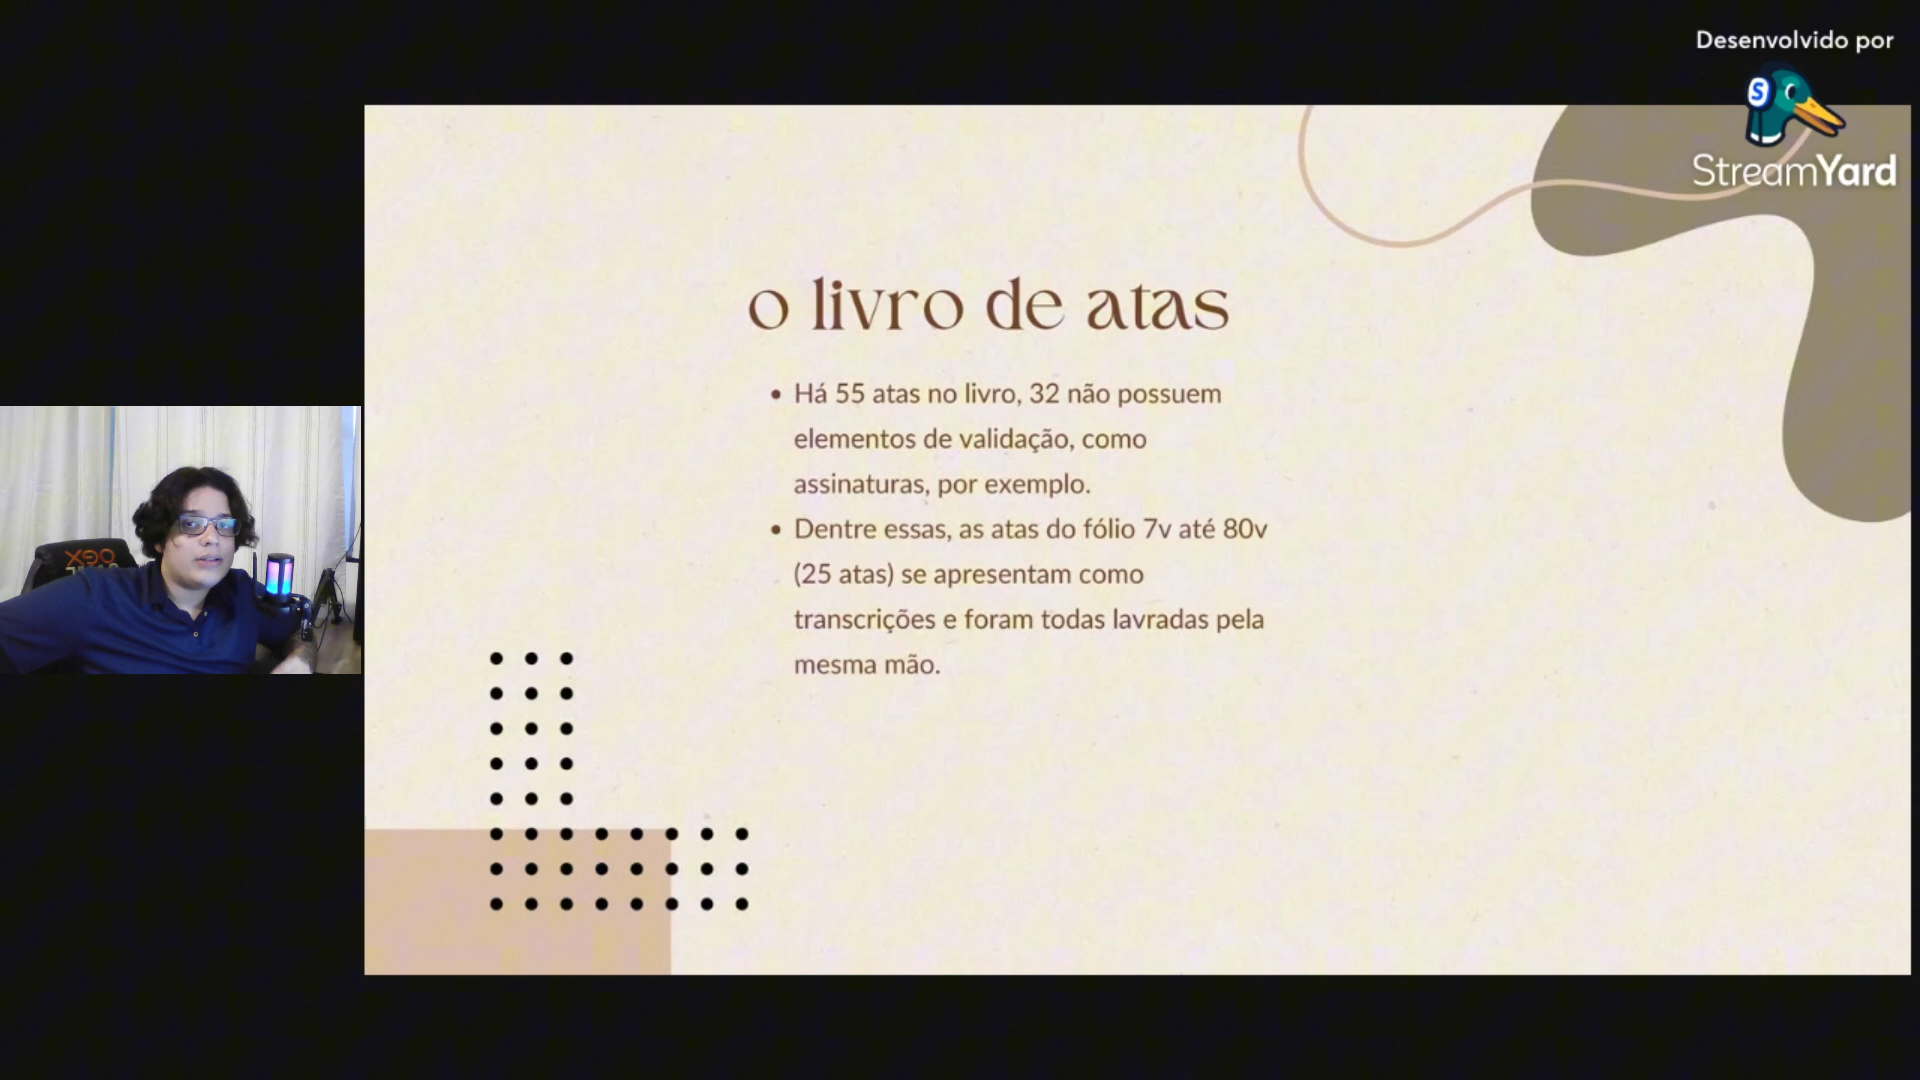 Desenvolvido por
StreamYard
o livro de atas
• Há 55 atas no livro, 32 não possuem
elementos de validação, como
assinaturas, por exemplo.
• Dentre essas, as atas do fólio 7v até 80v
(25 atas) se apresentam como
transcrições e foram todas lavradas pela
mesma mão.